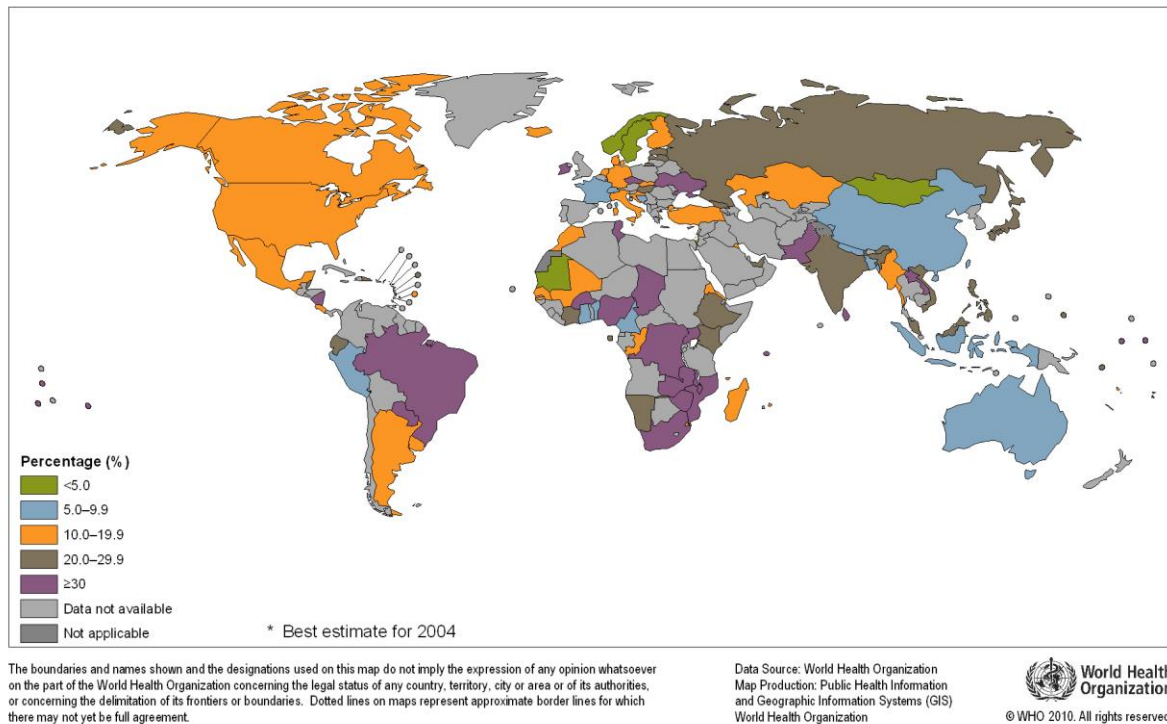 Percentage (%)
<5.0
5.0–9.9
10.0–19.9
20.0–29.9
≥30
Data not available
Not applicable
* Best estimate for 2004
The boundaries and names shown and the designations used on this map do not imply the expression of any opinion whatsoever
on the part of the World Health Organization concerning the legal status of any country, territory, city or area or of its authorities,
or concerning the delimitation of its frontiers or boundaries. Dotted lines on maps represent approximate border lines for which
there may not yet be full agreement.
Data Source: World Health Organization
Map Production: Public Health Information
and Geographic Information Systems (GIS)
World Health Organization
World Health
Organization
© WHO 2010. All rights reserved